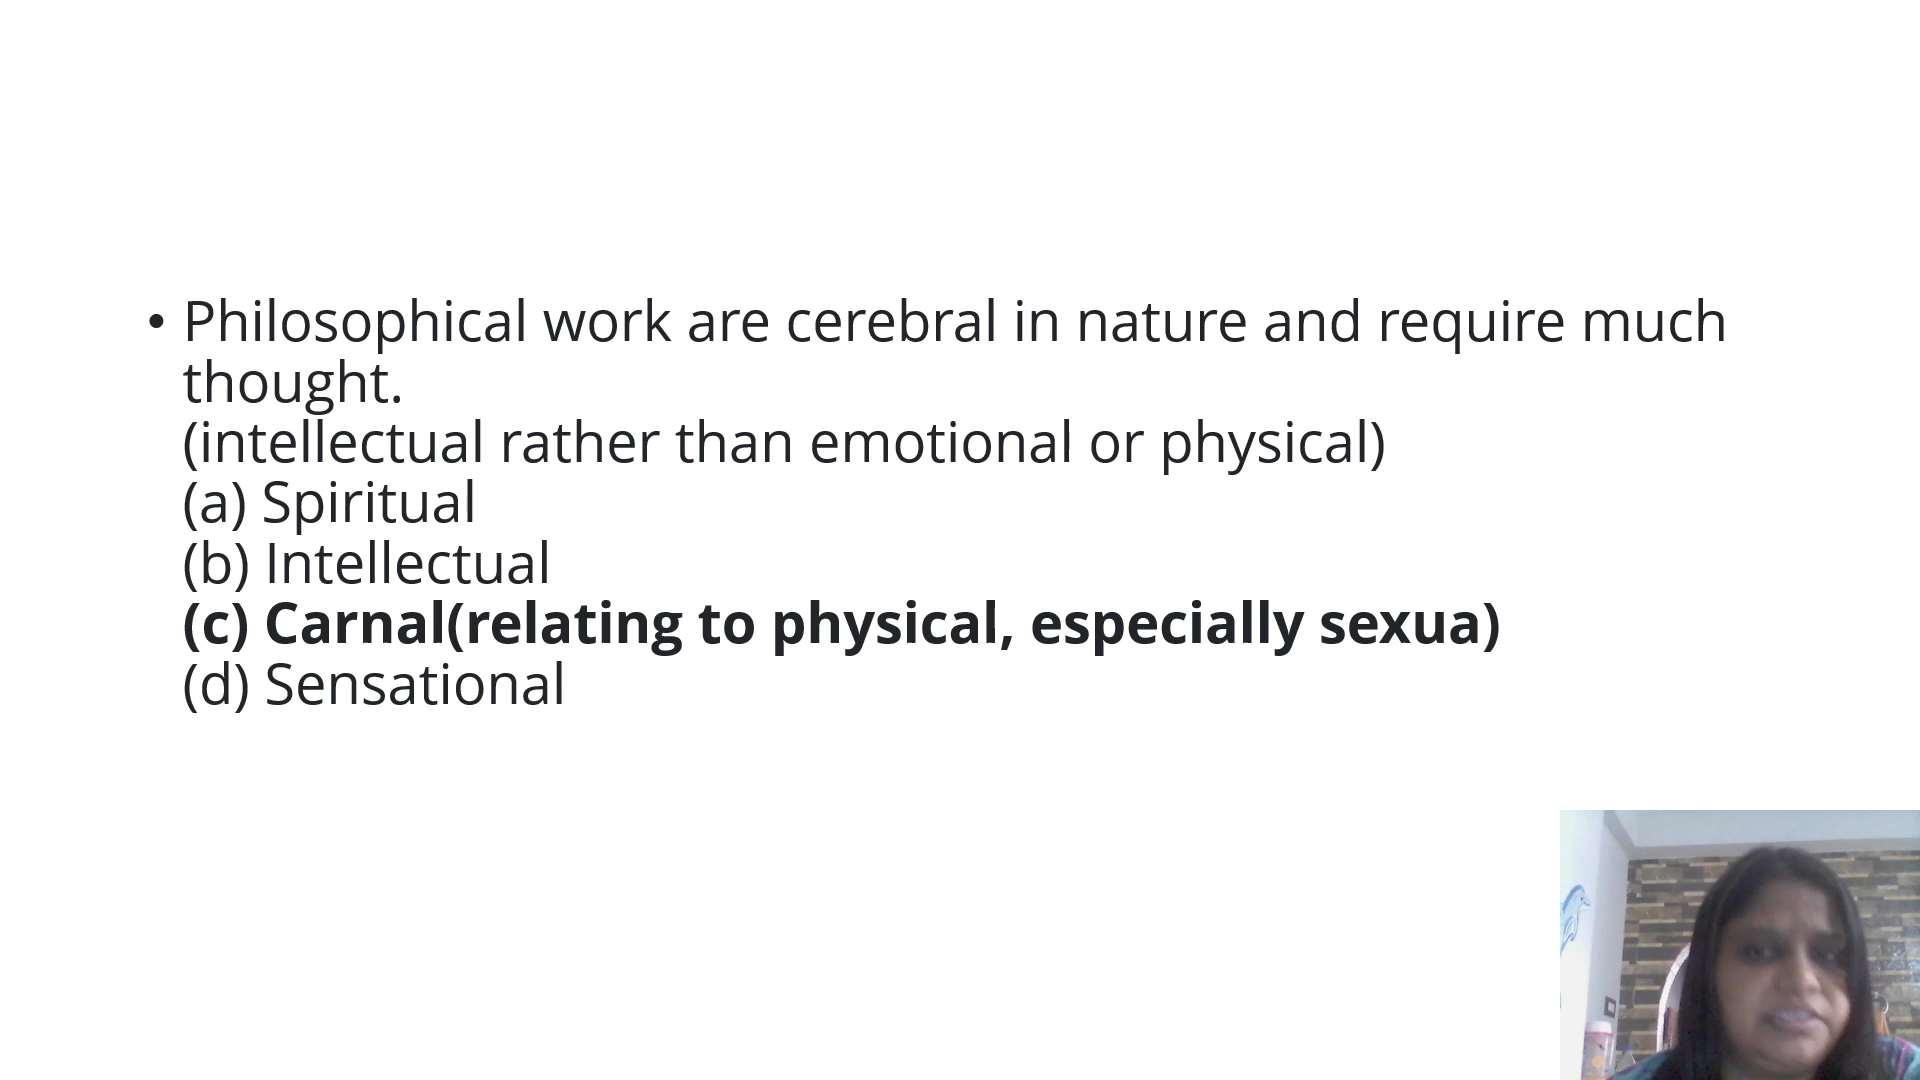 • Philosophical work are cerebral in nature and require much
thought.
(intellectual rather than emotional or physical)
(a) Spiritual
(b) Intellectual
(c) Carnal(relating to physical, especially sexua)
(d) Sensational